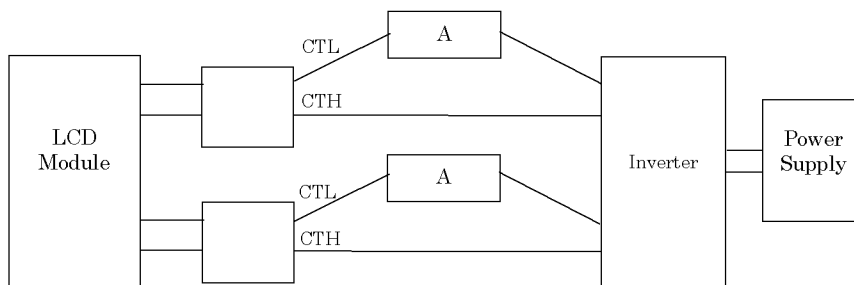 CTL
A
CTH
LCD
Module
Inverter
Power
Supply
CTL
A
CTH